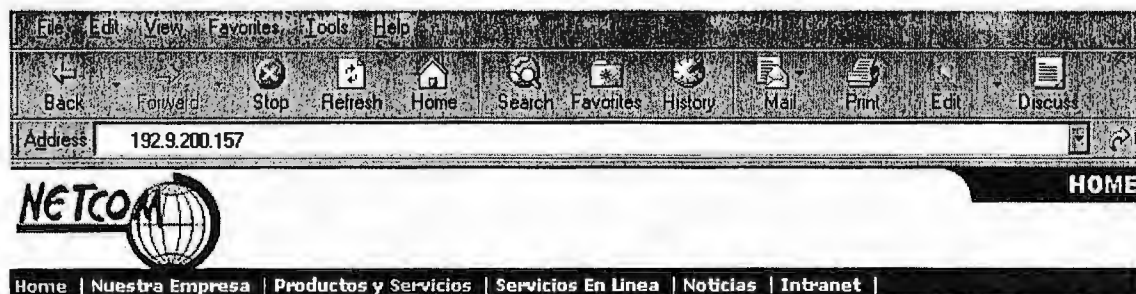 File Edit View Favorites Tools Help
Back Forward Stop Refresh Home Search Favorites History Mail Print Edit Discuss
Address 192.9.200.157
HOME
NETCOM
Home | Nuestra Empresa | Productos y Servicios | Servicios En Linea | Noticias | Intranet |